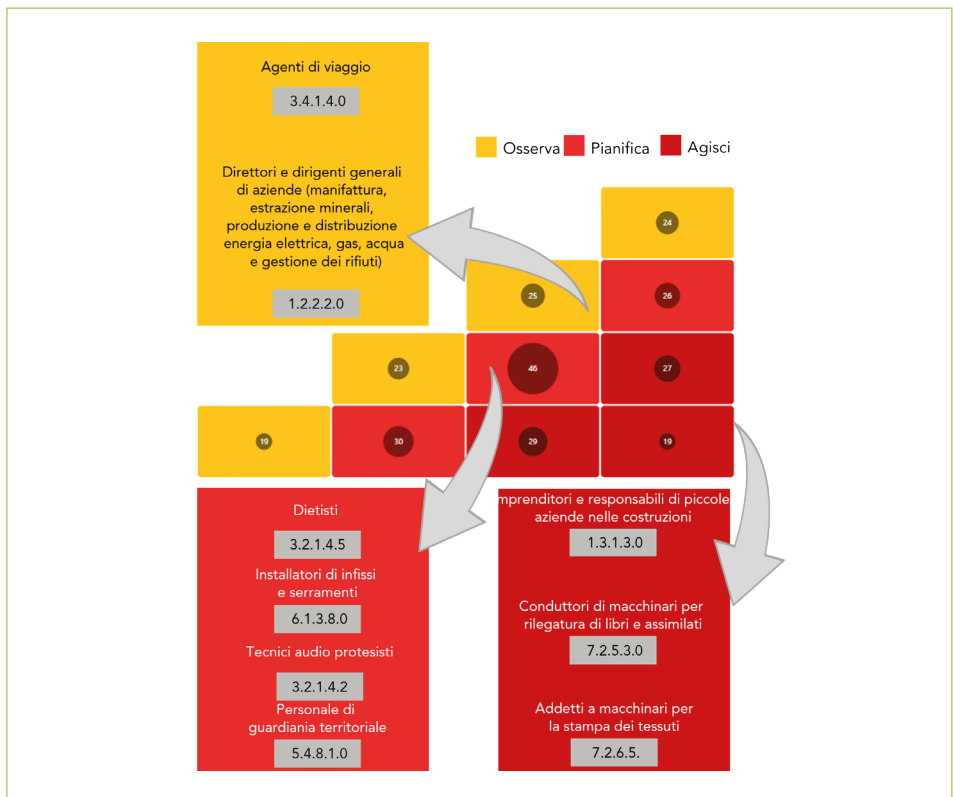 Agenti di viaggio
3.4.1.4.0
Direttori e dirigenti generali
di aziende (manifattura,
estrazione minerali,
produzione e distribuzione
energia elettrica, gas, acqua
e gestione dei rifiuti)
1.2.2.2.0
Osserva Pianifica Agisci
24
25 26
23 46 27
19 30 29 19
Dietisti
3.2.1.4.5
Installatori di infissi
e serramenti
6.1.3.8.0
Tecnici audio protesisti
3.2.1.4.2
Personale di
guardiania territoriale
5.4.8.1.0
mprenditori e responsabili di piccole
aziende nelle costruzioni
1.3.1.3.0
Conduttori di macchinari per
rilegatura di libri e assimilati
7.2.5.3.0
Addetti a macchinari per
la stampa dei tessuti
7.2.6.5.